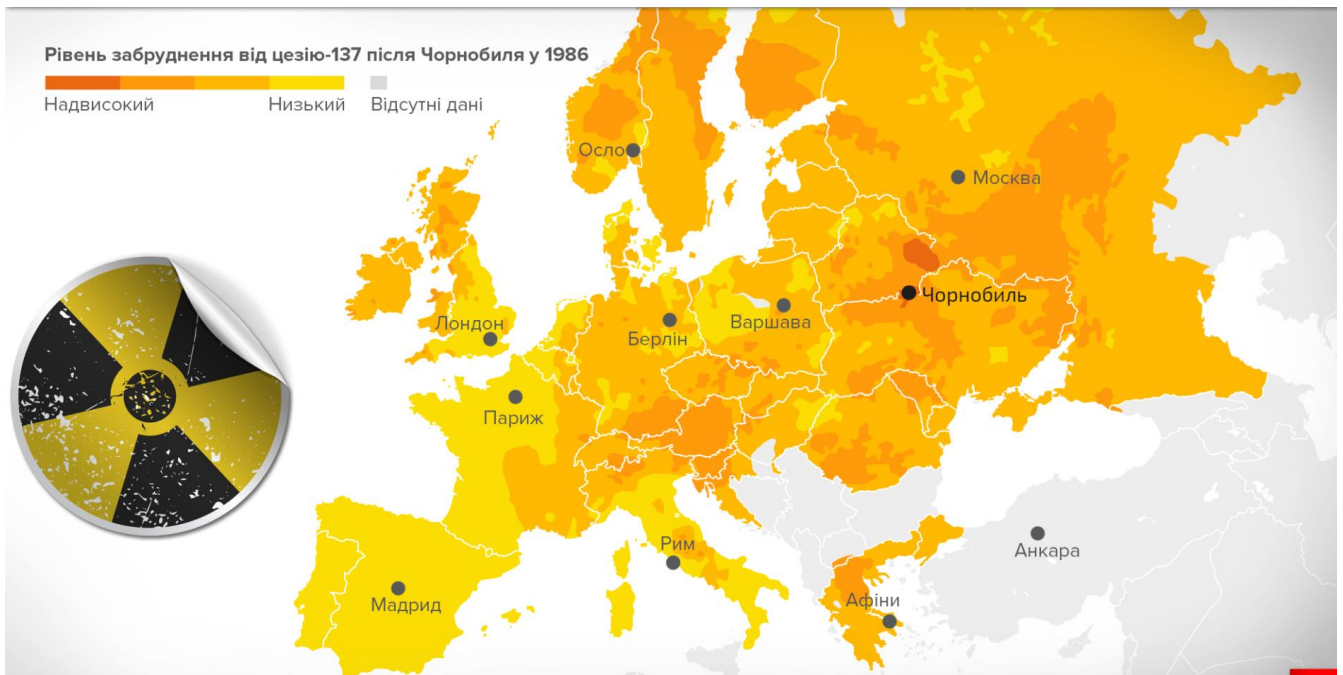 Рівень забруднення від цезію-137 після Чорнобиля у 1986
Надвисокий
Низький
Відсутні дані
Осло
Москва
Чорнобиль
Лондон
Берлін
Варшава
Париж
Рим
Анкара
Мадрид
Афіни